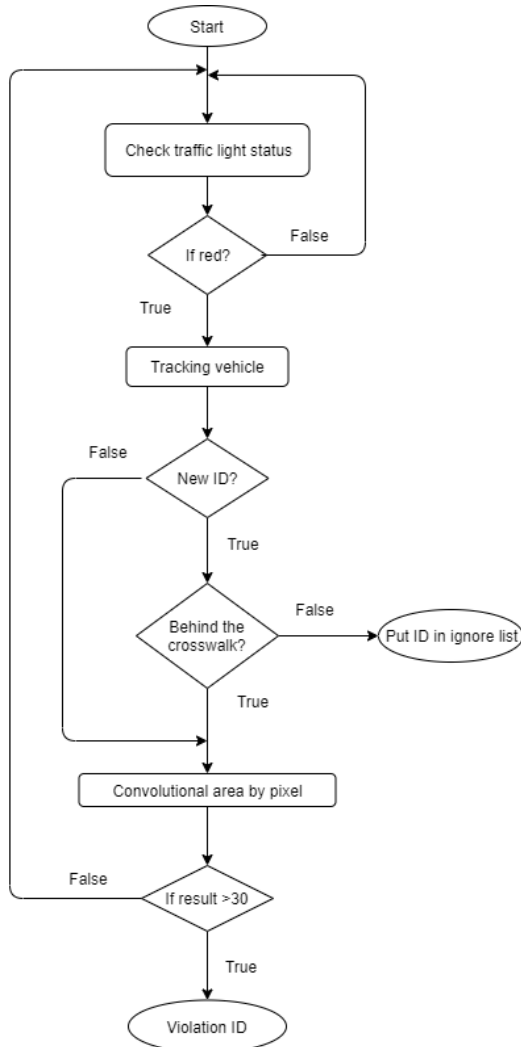 Start
Check traffic light status
If red?
False
True
Tracking vehicle
False
New ID?
True
Behind the
crosswalk?
False
Put ID in ignore list
True
Convolutional area by pixel
False
If result >30
True
Violation ID